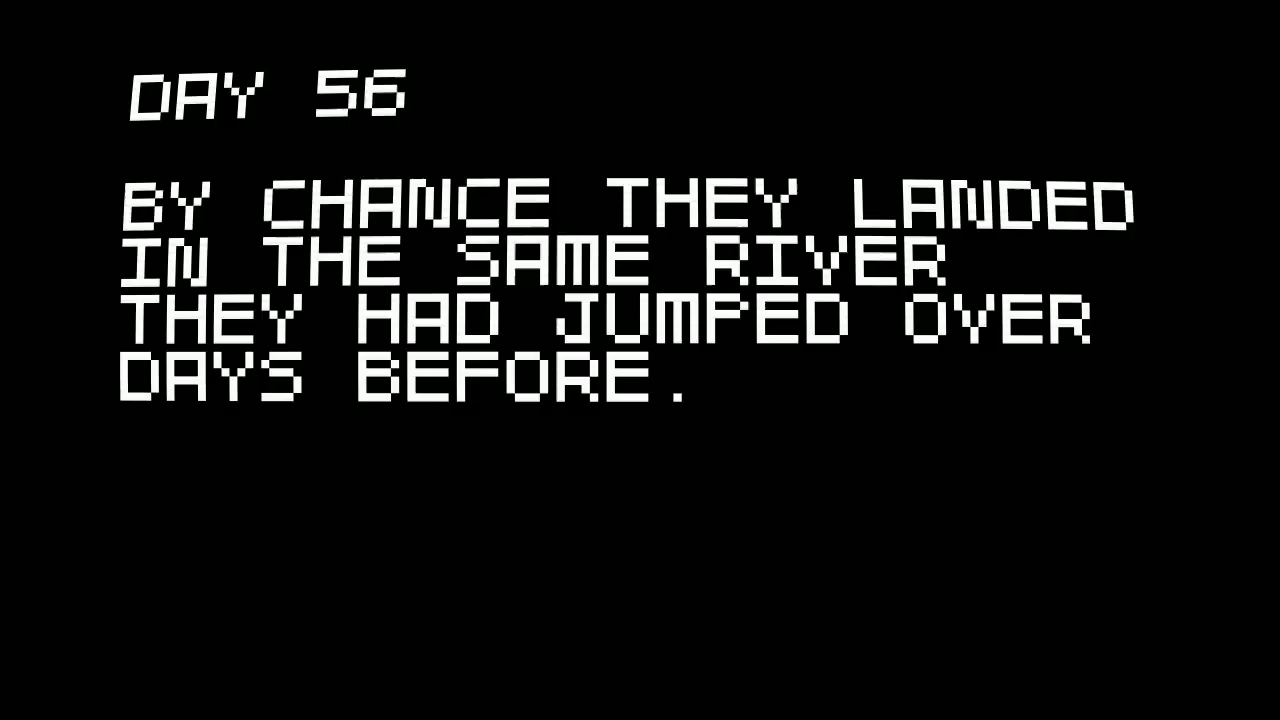 DAY 56
BY CHANCE THEY LANDED
IN THE SAME RIVER
THEY HAD JUMPED OVER
DAYS BEFORE.